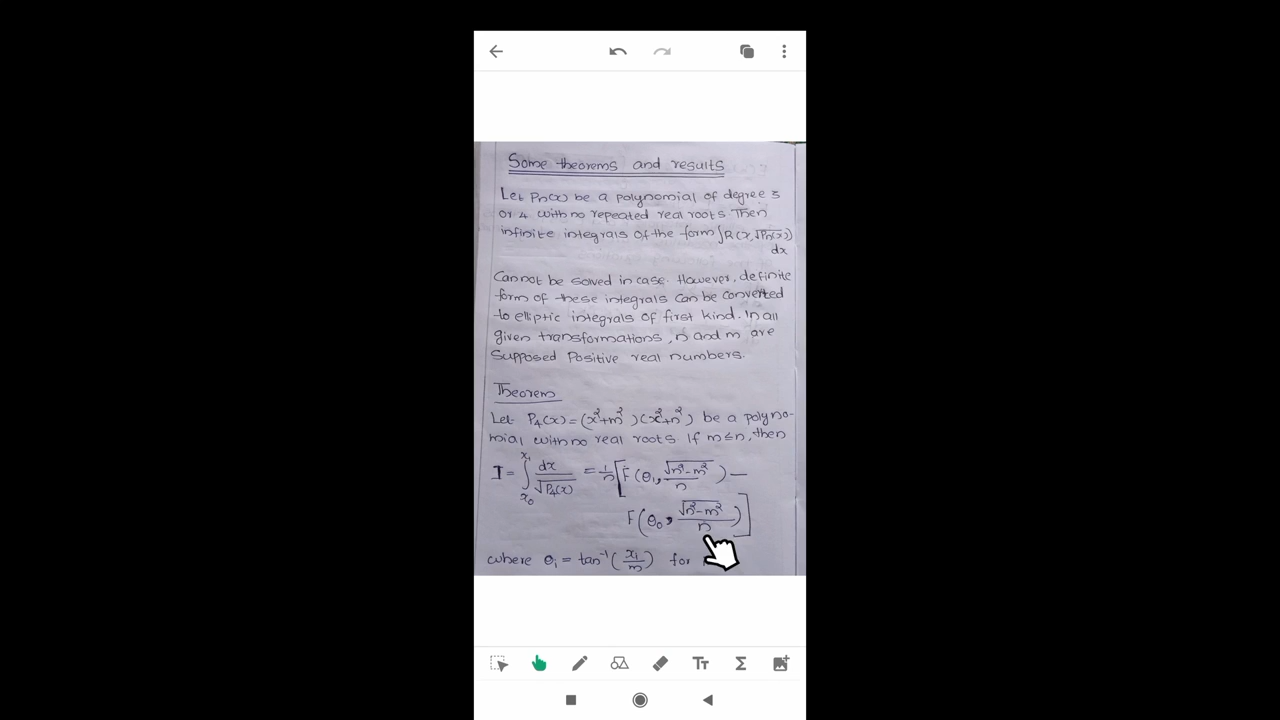 Some theorems and results
Let Pn(x) be a polynomial of degree 3
or 4 with no repeated real roots. Then
infinite integrals of the form ∫R(x,√Pn(x))
dx
Cannot be solved in case. However, definite
form of these integrals can be converted
to elliptic integrals of first kind. In all
given transformations, n and m are
supposed positive real numbers.
Theorem
Let P₄(x) = (x²+m²)(x²+n²) be a polyno-
mial with no real roots. If m≤n, then
I = ∫ₓ₀^x₁ dx/√P₄(x) = 1/n [F(θ₁, √n²-m²/n) —
F(θ₀, √n²-m²/n)]
where θᵢ = tan⁻¹(xᵢ/m) for
Tт
Σ